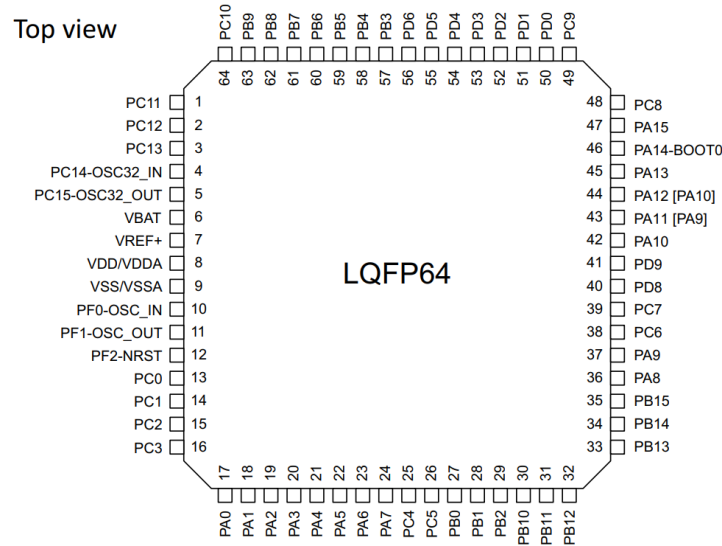 Top view
PC10 PB9 PB8 PB7 PB6 PB5 PB4 PB3 PD6 PD5 PD4 PD3 PD2 PD1 PD0 PC9
64 63 62 61 60 59 58 57 56 55 54 53 52 51 50 49
PC11 1
PC12 2
PC13 3
PC14-OSC32_IN 4
PC15-OSC32_OUT 5
VBAT 6
VREF+ 7
VDD/VDDA 8
VSS/VSSA 9
PF0-OSC_IN 10
PF1-OSC_OUT 11
PF2-NRST 12
PC0 13
PC1 14
PC2 15
PC3 16
LQFP64
48 PC8
47 PA15
46 PA14-BOOT0
45 PA13
44 PA12 [PA10]
43 PA11 [PA9]
42 PA10
41 PD9
40 PD8
39 PC7
38 PC6
37 PA9
36 PA8
35 PB15
34 PB14
33 PB13
17 18 19 20 21 22 23 24 25 26 27 28 29 30 31 32
PA0 PA1 PA2 PA3 PA4 PA5 PA6 PA7 PC4 PC5 PB0 PB1 PB2 PB10 PB11 PB12